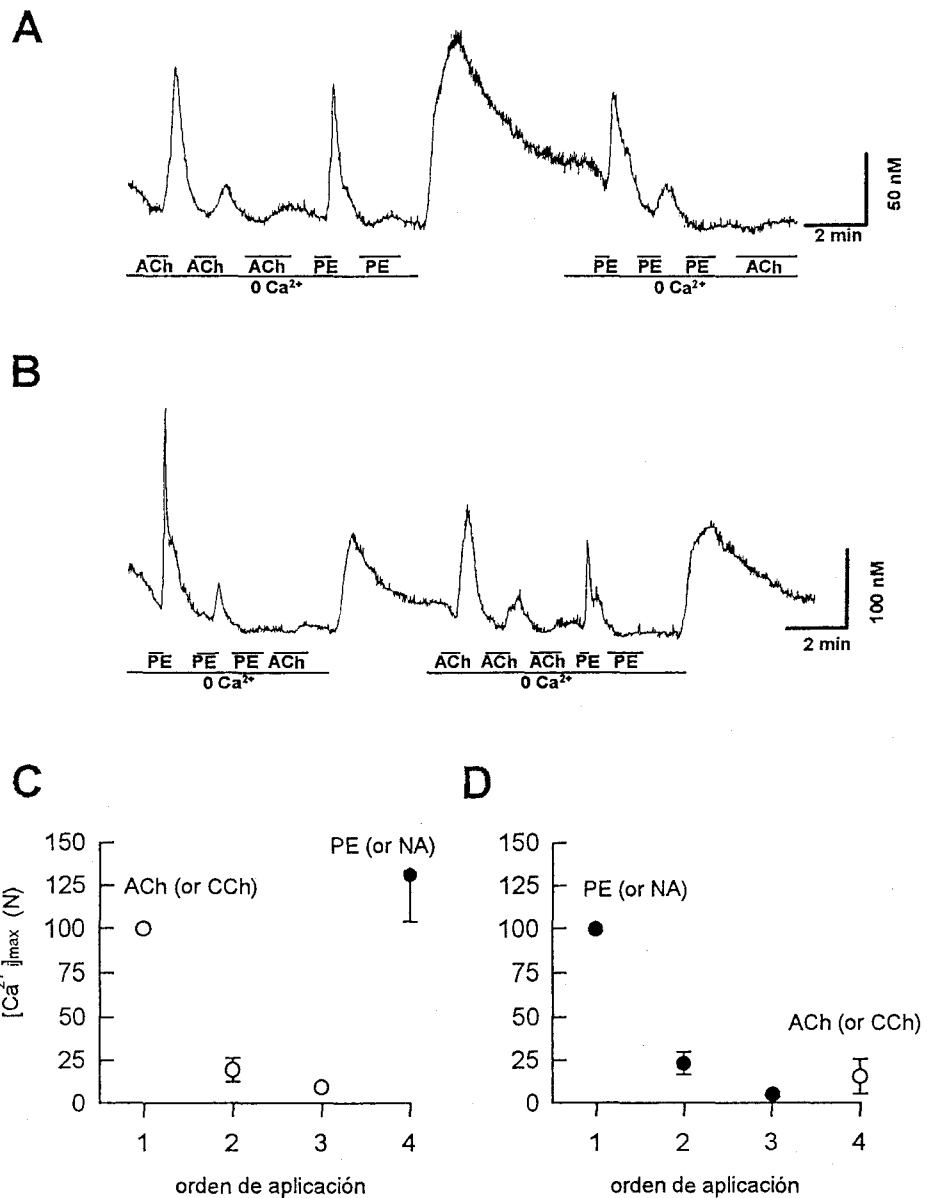 A
50 nM
2 min
ACh ACh ACh PE PE PE PE PE ACh
0 Ca²⁺ 0 Ca²⁺
B
100 nM
2 min
PE PE PE ACh ACh ACh ACh PE PE
0 Ca²⁺ 0 Ca²⁺
C
[Ca²⁺]i]max (N)
150
125
100
75
50
25
0
ACh (or CCh)
PE (or NA)
1 2 3 4
orden de aplicación
D
150
125
100
75
50
25
0
PE (or NA)
ACh (or CCh)
1 2 3 4
orden de aplicación